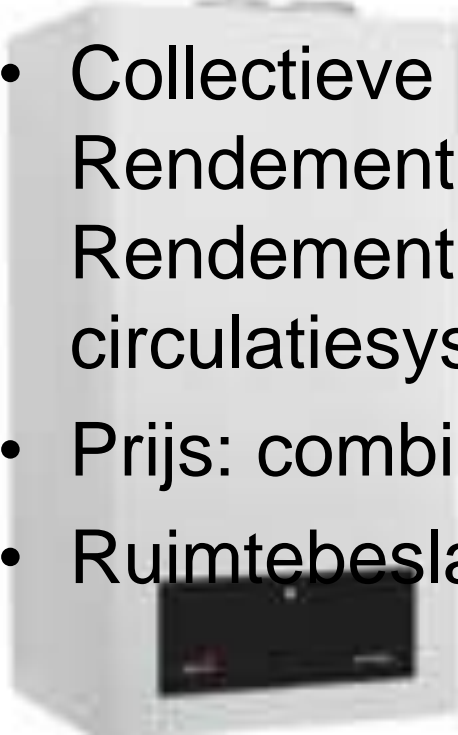 • Collectieve
Rendement
Rendement
circulatiesys
• Prijs: combi
• Ruimtebesla